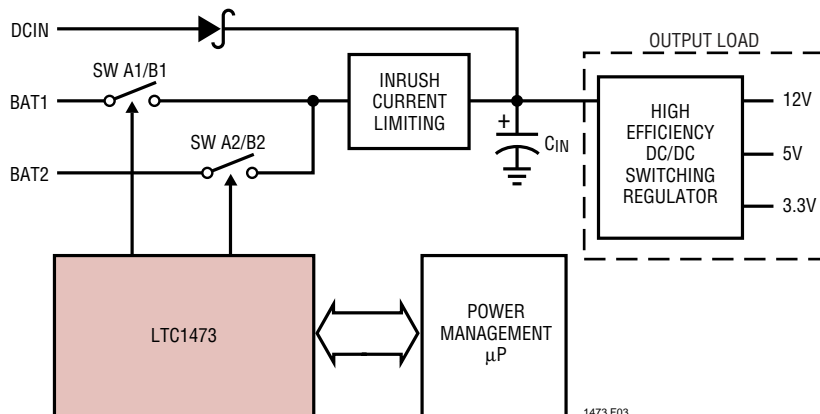 DCIN
SW A1/B1
BAT1
SW A2/B2
BAT2
INRUSH
CURRENT
LIMITING
+
CIN
OUTPUT LOAD
HIGH
EFFICIENCY
DC/DC
SWITCHING
REGULATOR
12V
5V
3.3V
LTC1473
POWER
MANAGEMENT
µP
1473 F03